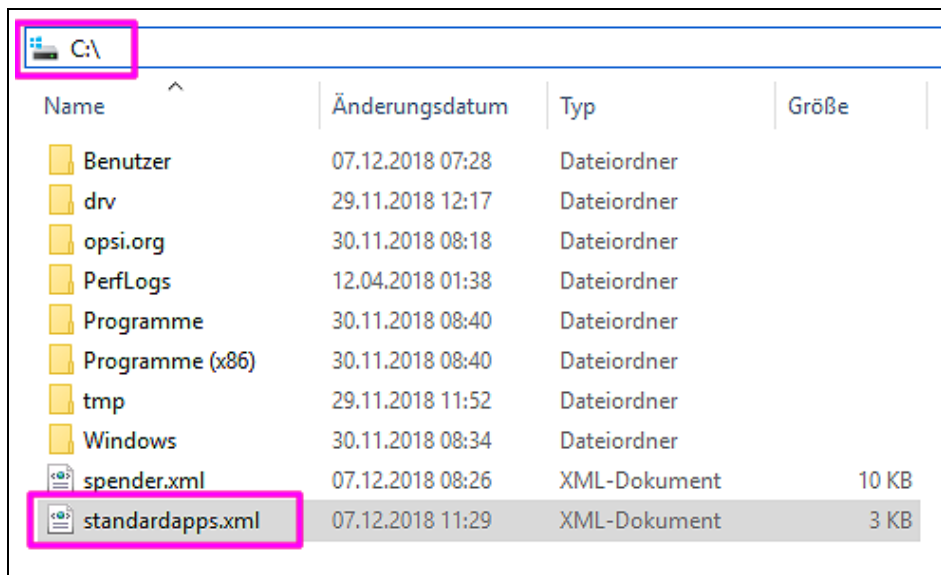 C:\
Name Änderungsdatum Typ Größe
Benutzer 07.12.2018 07:28 Dateiordner
drv 29.11.2018 12:17 Dateiordner
opsi.org 30.11.2018 08:18 Dateiordner
PerfLogs 12.04.2018 01:38 Dateiordner
Programme 30.11.2018 08:40 Dateiordner
Programme (x86) 30.11.2018 08:40 Dateiordner
tmp 29.11.2018 11:52 Dateiordner
Windows 30.11.2018 08:34 Dateiordner
spender.xml 07.12.2018 08:26 XML-Dokument 10 KB
standardapps.xml 07.12.2018 11:29 XML-Dokument 3 KB